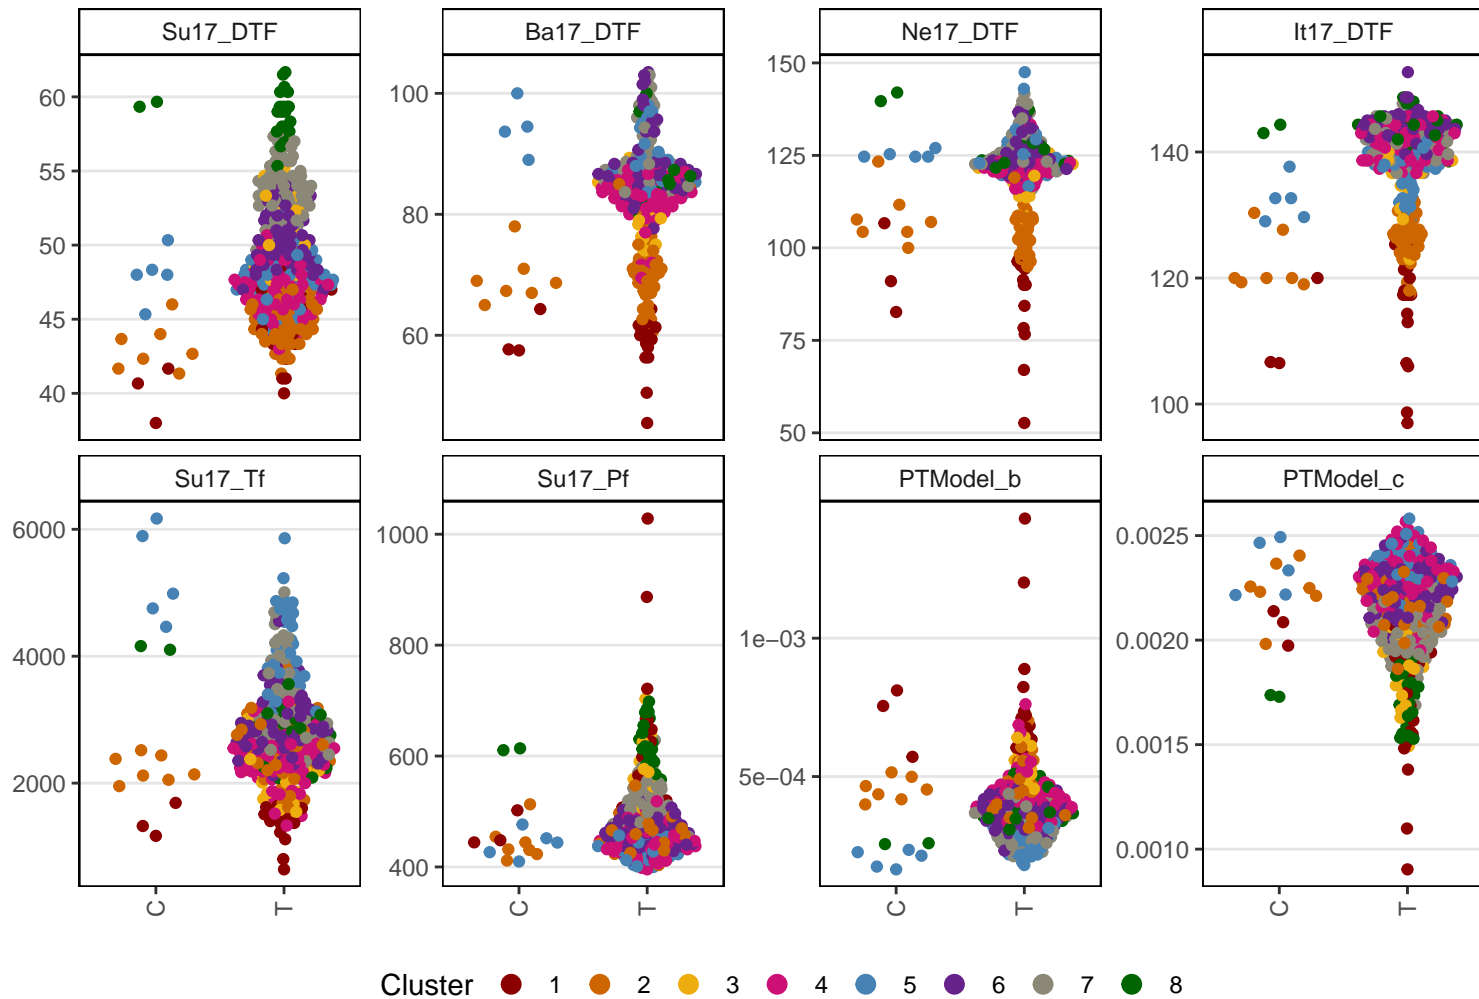 Su17_DTF
Ba17_DTF
Ne17_DTF
It17_DTF
60
55
50
45
40
100
80
60
150
125
100
75
50
140
120
100
Su17_Tf
Su17_Pf
PTModel_b
PTModel_c
6000
4000
2000
1000
800
600
400
1e−03
5e−04
0.0025
0.0020
0.0015
0.0010
C T C T C T C T
Cluster 1 2 3 4 5 6 7 8